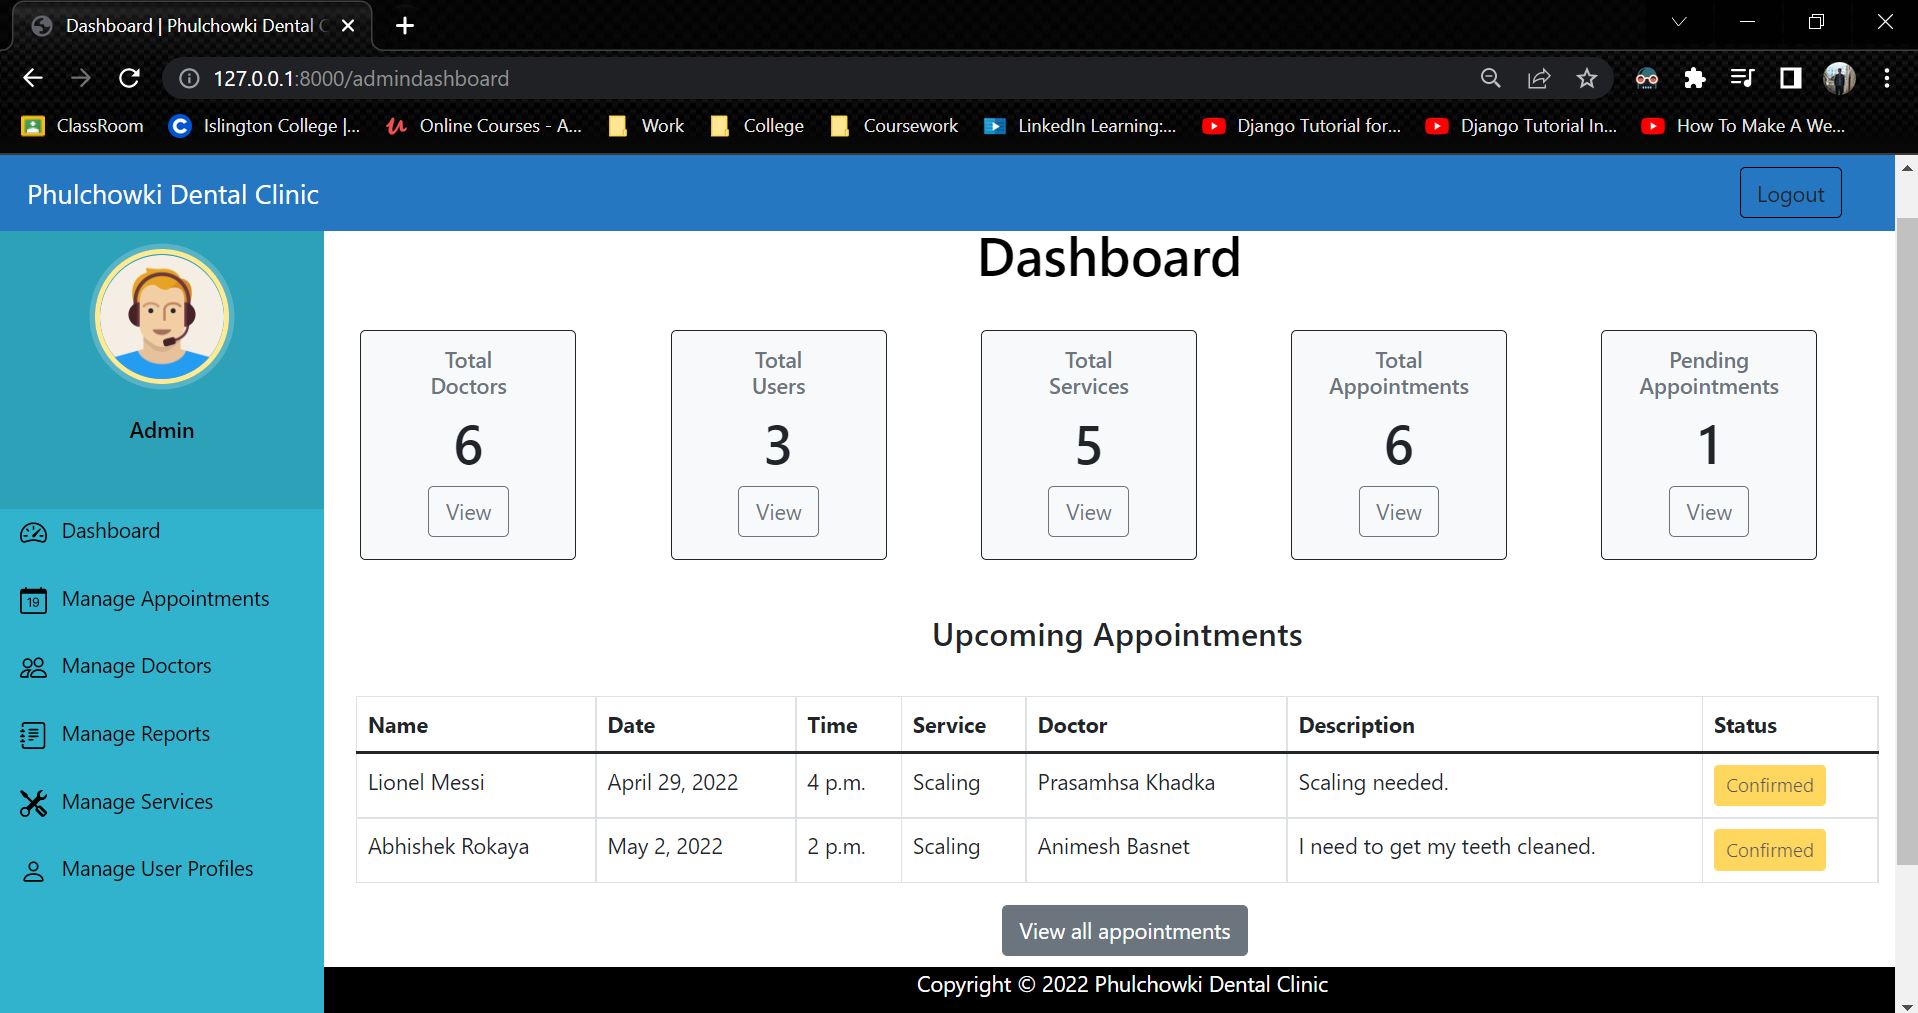 Dashboard | Phulchowki Dental
127.0.0.1:8000/admindashboard
ClassRoom
Islington College |...
Online Courses - A...
Work
College
Coursework
LinkedIn Learning:...
Django Tutorial for...
Django Tutorial In...
How To Make A We...
Phulchowki Dental Clinic
Logout
Admin
Dashboard
Manage Appointments
19
Manage Doctors
Manage Reports
Manage Services
Manage User Profiles
Dashboard
Total
Doctors
6
View
Total
Users
3
View
Total
Services
5
View
Total
Appointments
6
View
Pending
Appointments
1
View
Upcoming Appointments
Name Date Time Service Doctor Description Status
Lionel Messi April 29, 2022 4 p.m. Scaling Prasamhsa Khadka Scaling needed. Confirmed
Abhishek Rokaya May 2, 2022 2 p.m. Scaling Animesh Basnet I need to get my teeth cleaned. Confirmed
View all appointments
Copyright © 2022 Phulchowki Dental Clinic